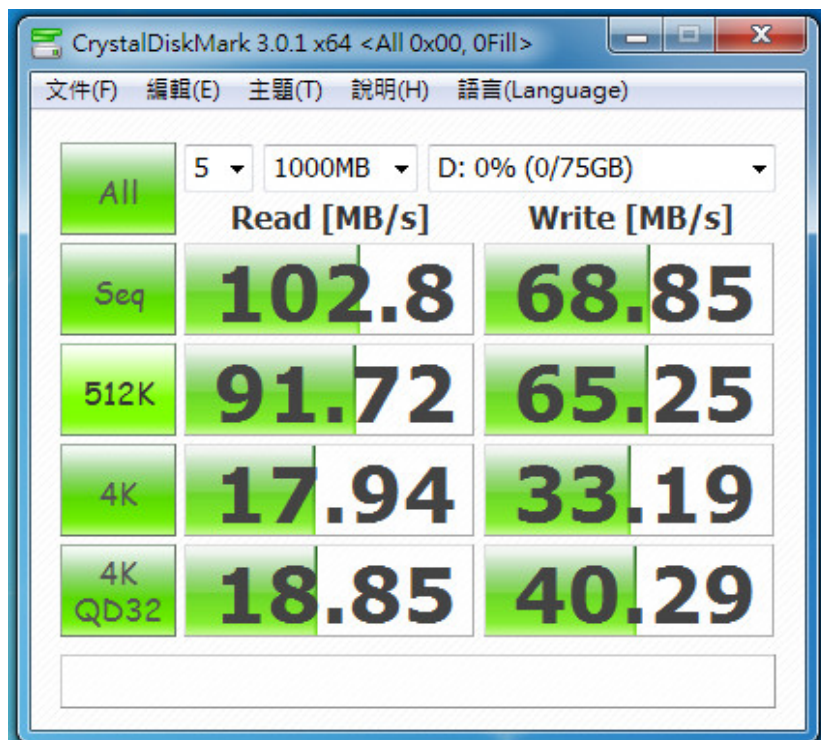 CrystalDiskMark 3.0.1 x64 <All 0x00, 0Fill>
文件(F) 編輯(E) 主題(T) 說明(H) 語言(Language)
All 5 1000MB D: 0% (0/75GB)
Read [MB/s] Write [MB/s]
Seq 102.8 68.85
512K 91.72 65.25
4K 17.94 33.19
4K QD32 18.85 40.29